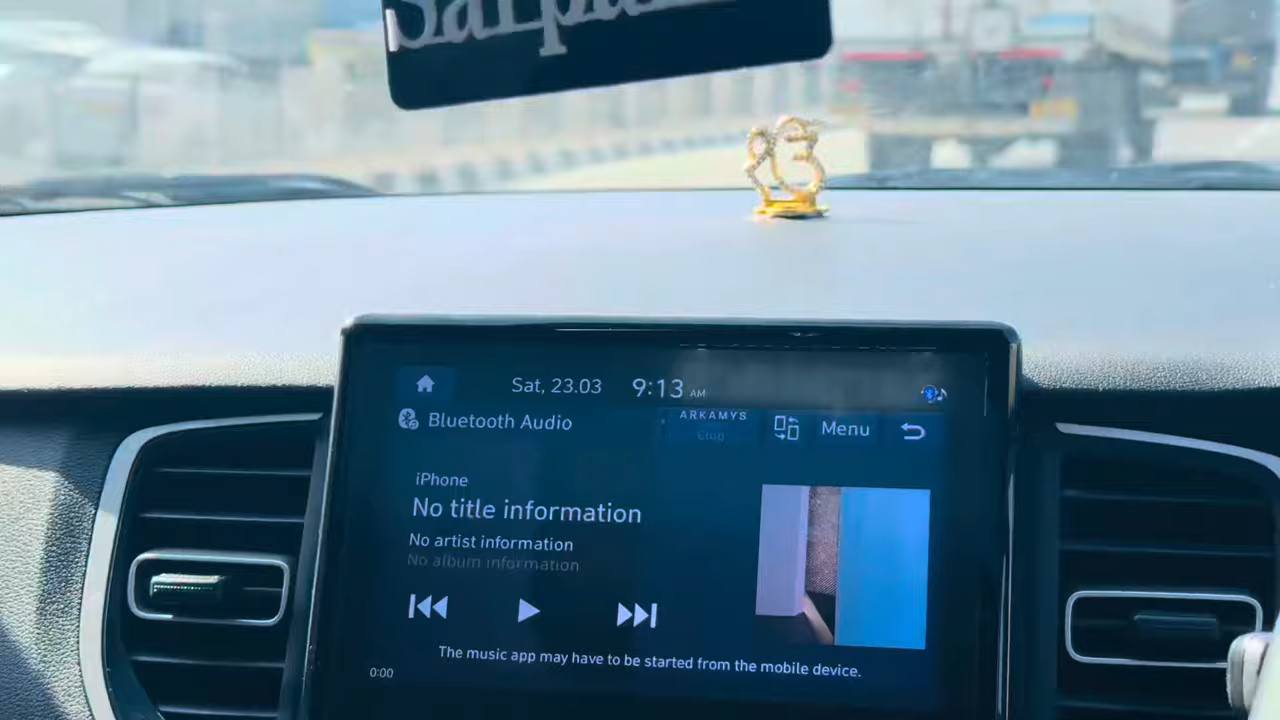 Sat, 23.03 9:13 AM
Bluetooth Audio ARKAMYS Menu
iPhone
No title information
No artist information
No album information
The music app may have to be started from the mobile device.
0:00